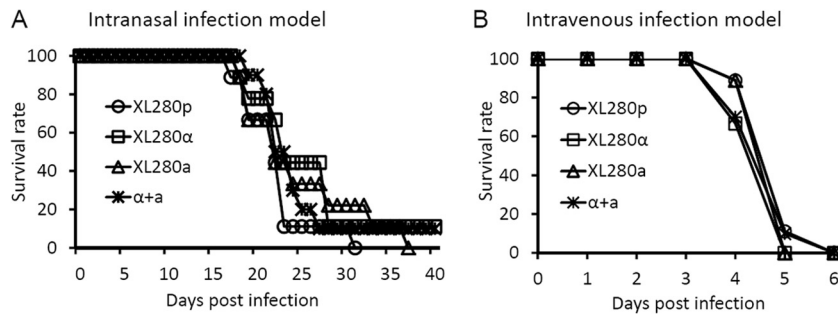 A Intranasal infection model
Survival rate
100
80
60
40
20
0
XL280p
XL280α
XL280a
α+a
0 5 10 15 20 25 30 35 40
Days post infection
B Intravenous infection model
Survival rate
100
80
60
40
20
0
XL280p
XL280α
XL280a
α+a
0 1 2 3 4 5 6
Days post infection